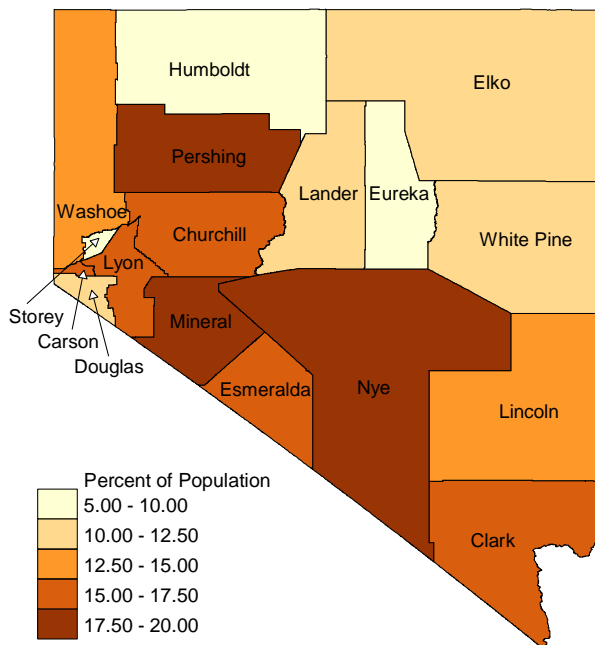 Humboldt
Elko
Pershing
Lander
Eureka
Washoe
Churchill
White Pine
Lyon
Storey
Carson
Douglas
Mineral
Esmeralda
Nye
Lincoln
Clark
Percent of Population
5.00 - 10.00
10.00 - 12.50
12.50 - 15.00
15.00 - 17.50
17.50 - 20.00